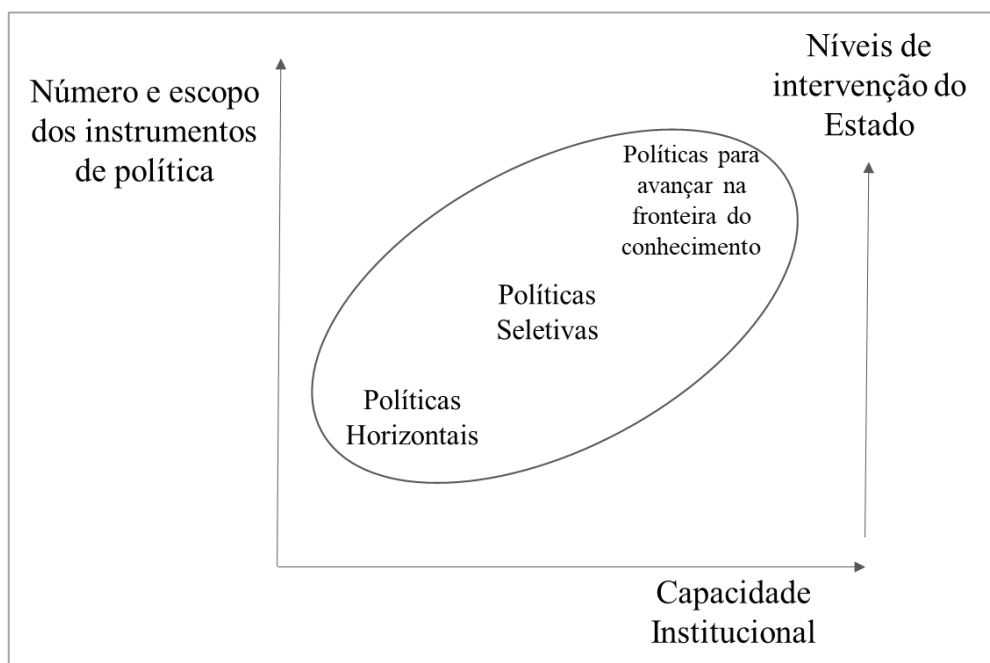 Número e escopo
dos instrumentos
de política
Níveis de
intervenção do
Estado
Políticas para
avançar na
fronteira do
conhecimento
Políticas
Seletivas
Políticas
Horizontais
Capacidade
Institucional